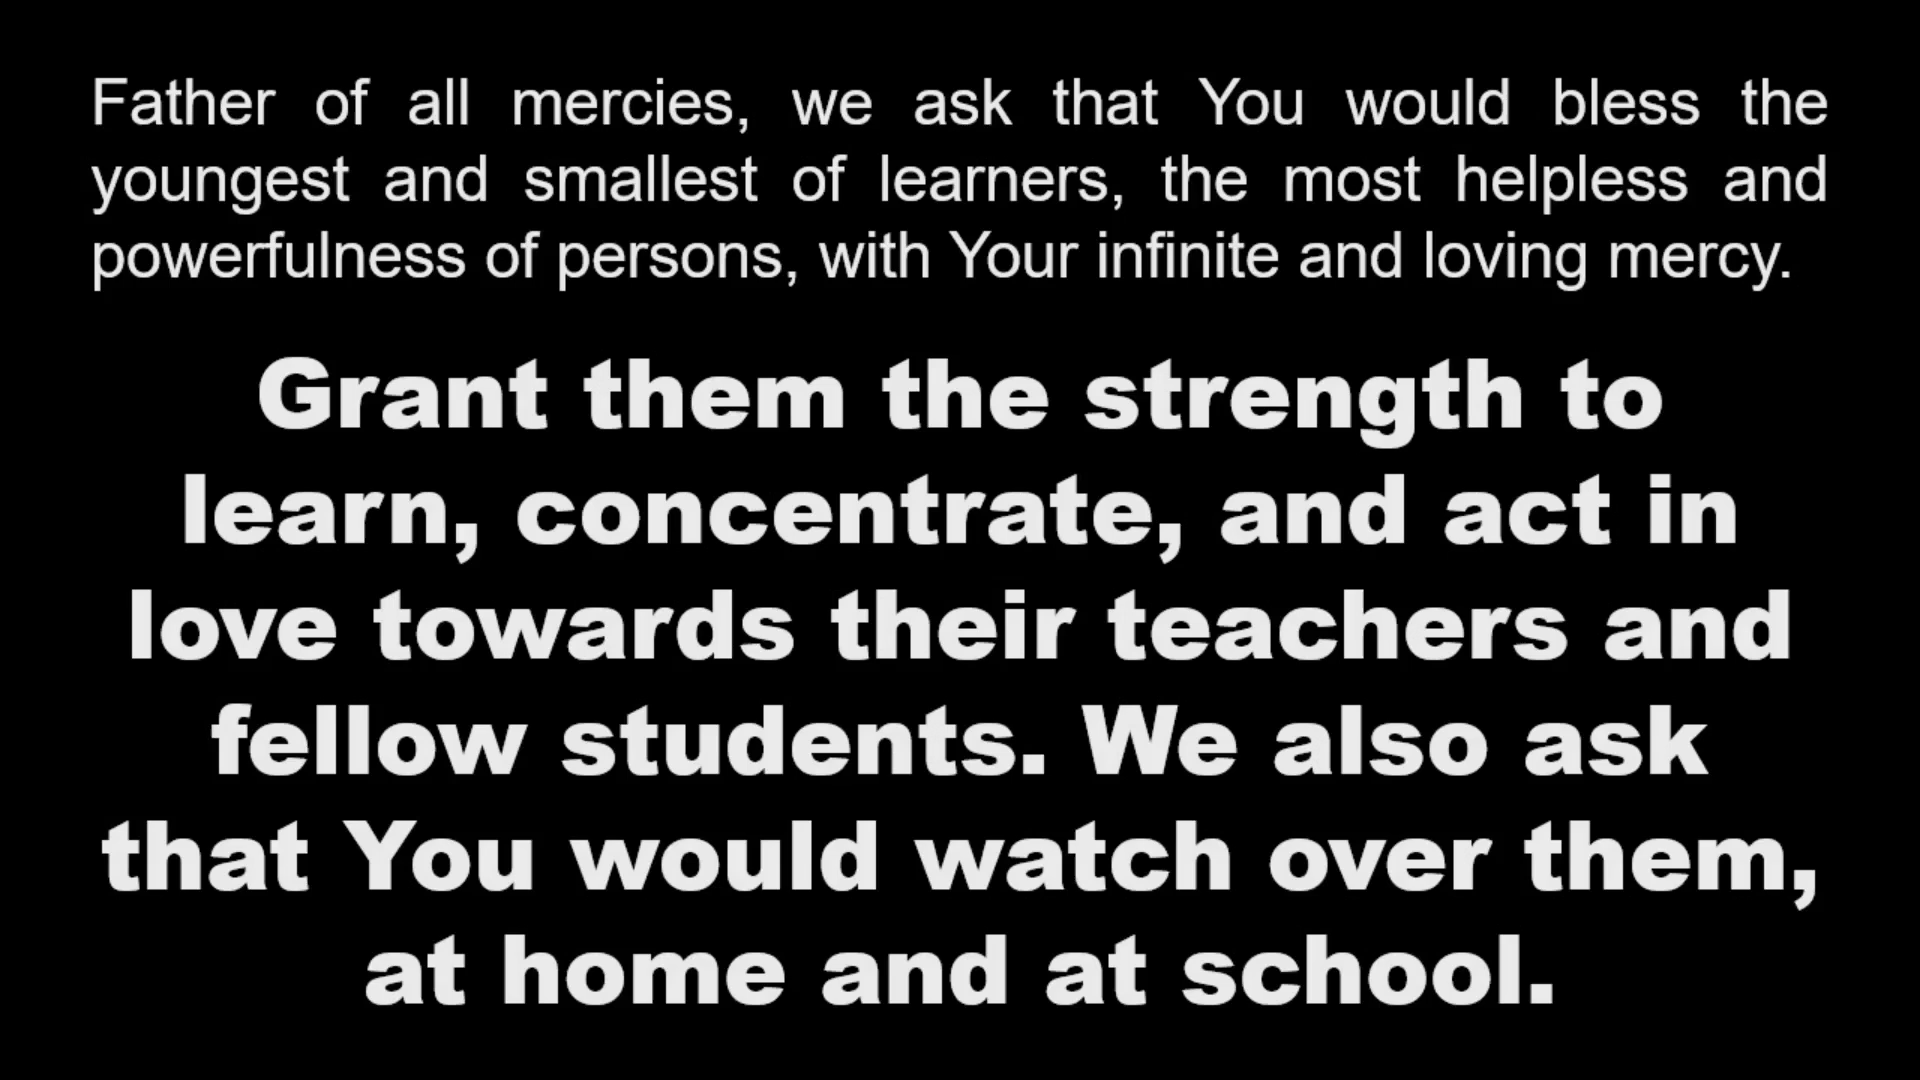 Father of all mercies, we ask that You would bless the
youngest and smallest of learners, the most helpless and
powerfulness of persons, with Your infinite and loving mercy.
Grant them the strength to
learn, concentrate, and act in
love towards their teachers and
fellow students. We also ask
that You would watch over them,
at home and at school.